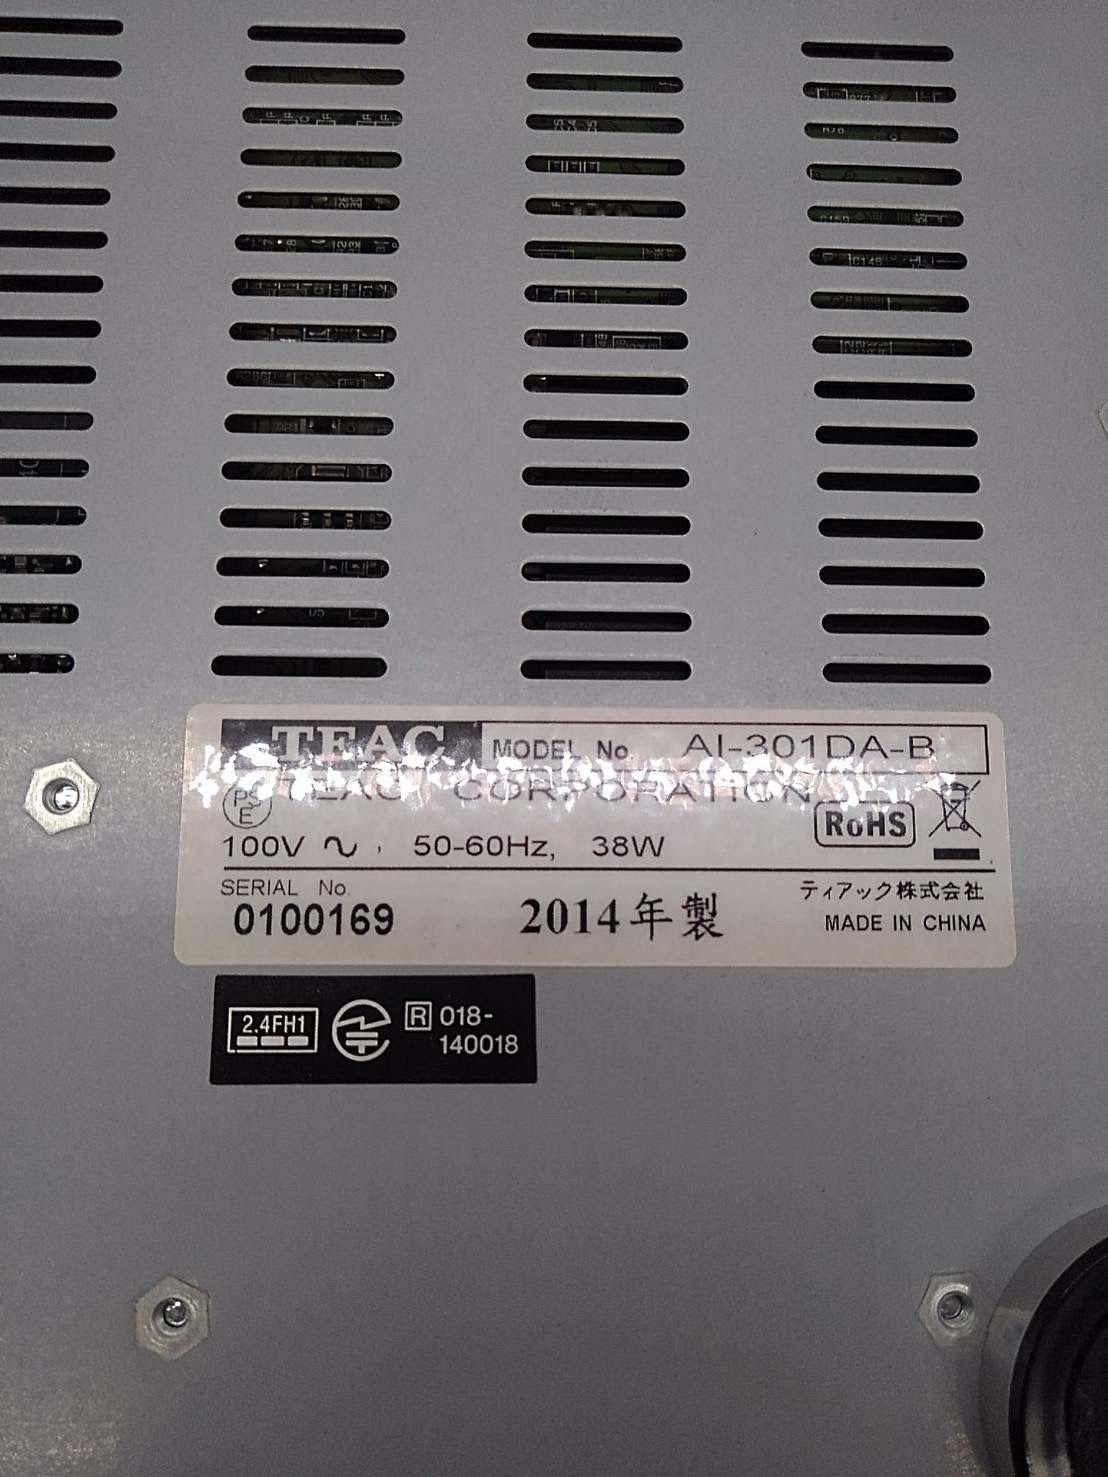 TEAC MODEL No. AI-301DA-B
TEAC CORPORATION
PSE
RoHS
100V ∿, 50-60Hz, 38W
SERIAL No.
0100169
2014年製
ティアック株式会社
MADE IN CHINA
2.4FH1
R 018-
140018